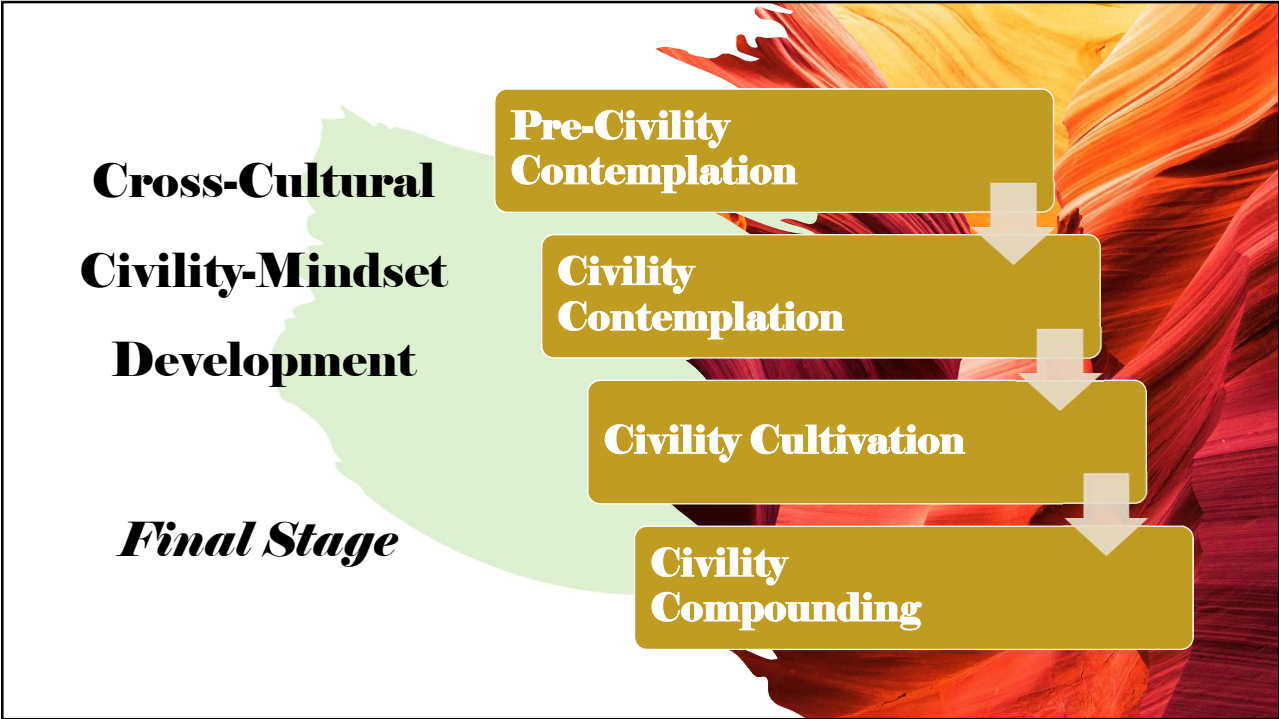 Cross-Cultural
Civility-Mindset
Development
Final Stage
Pre-Civility
Contemplation
Civility
Contemplation
Civility Cultivation
Civility
Compounding